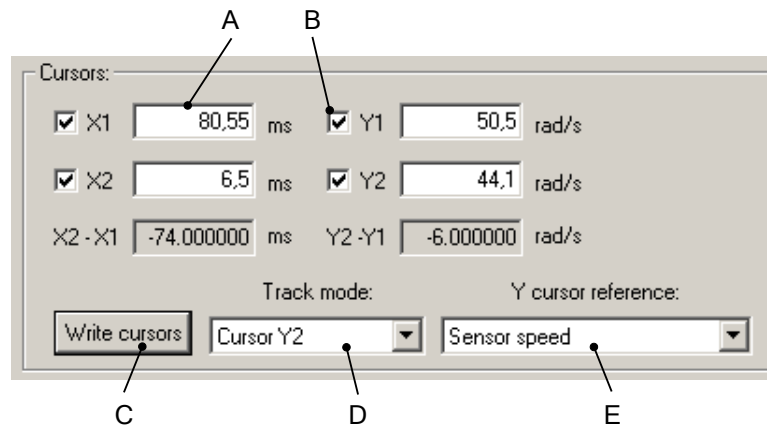 A B
Cursors:
X1 80,55 ms Y1 50,5 rad/s
X2 6,5 ms Y2 44,1 rad/s
X2 - X1 -74.000000 ms Y2 -Y1 -6.000000 rad/s
Track mode: Y cursor reference:
Write cursors Cursor Y2 Sensor speed
C D E